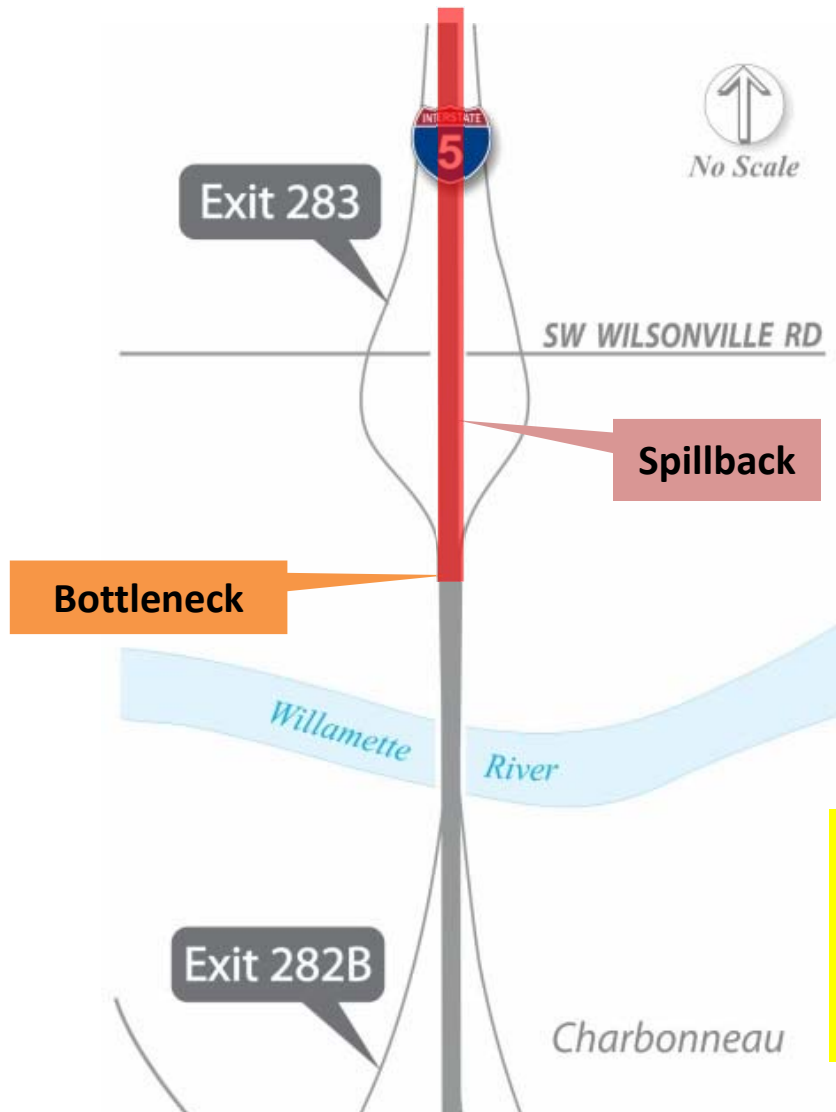 INTERSTATE
5
No Scale
Exit 283
SW WILSONVILLE RD
Spillback
Bottleneck
Willamette
River
Exit 282B
Charbonneau